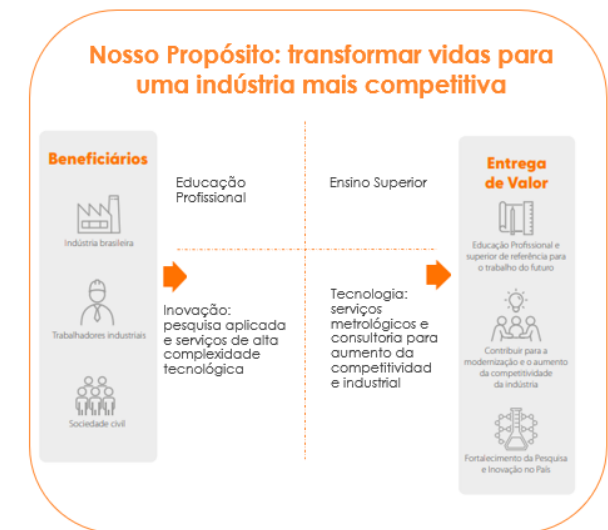 Nosso Propósito: transformar vidas para
uma indústria mais competitiva
Beneficiários
Indústria brasileira
Trabalhadores industriais
Sociedade civil
Educação
Profissional
Ensino Superior
Inovação:
pesquisa aplicada
e serviços de alta
complexidade
tecnológica
Tecnologia:
serviços
metrológicos e
consultoria para
aumento da
competitividad
e industrial
Entrega
de Valor
Educação Profissional e
superior de referência para
o trabalho do futuro
Contribuir para a
modernização e o aumento
da competitividade
da indústria
Fortalecimento da Pesquisa
e Inovação no País